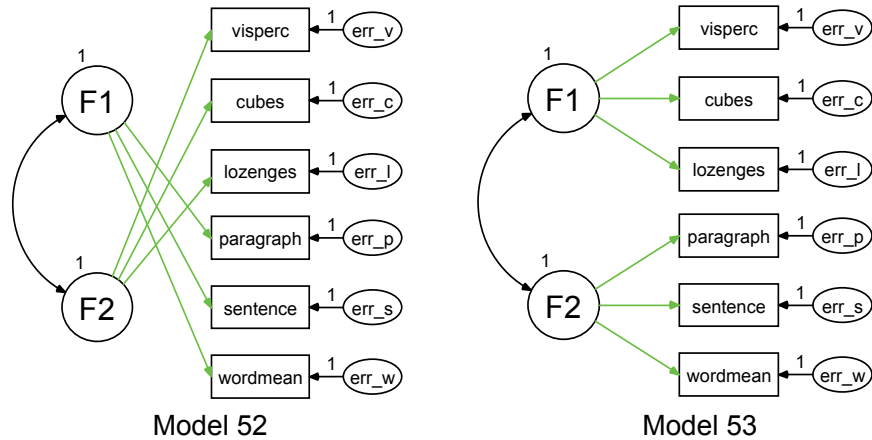 1
F1
1
F2
visperc
1
err_v
cubes
1
err_c
lozenges
1
err_l
paragraph
1
err_p
sentence
1
err_s
wordmean
1
err_w
Model 52
1
F1
1
F2
visperc
1
err_v
cubes
1
err_c
lozenges
1
err_l
paragraph
1
err_p
sentence
1
err_s
wordmean
1
err_w
Model 53